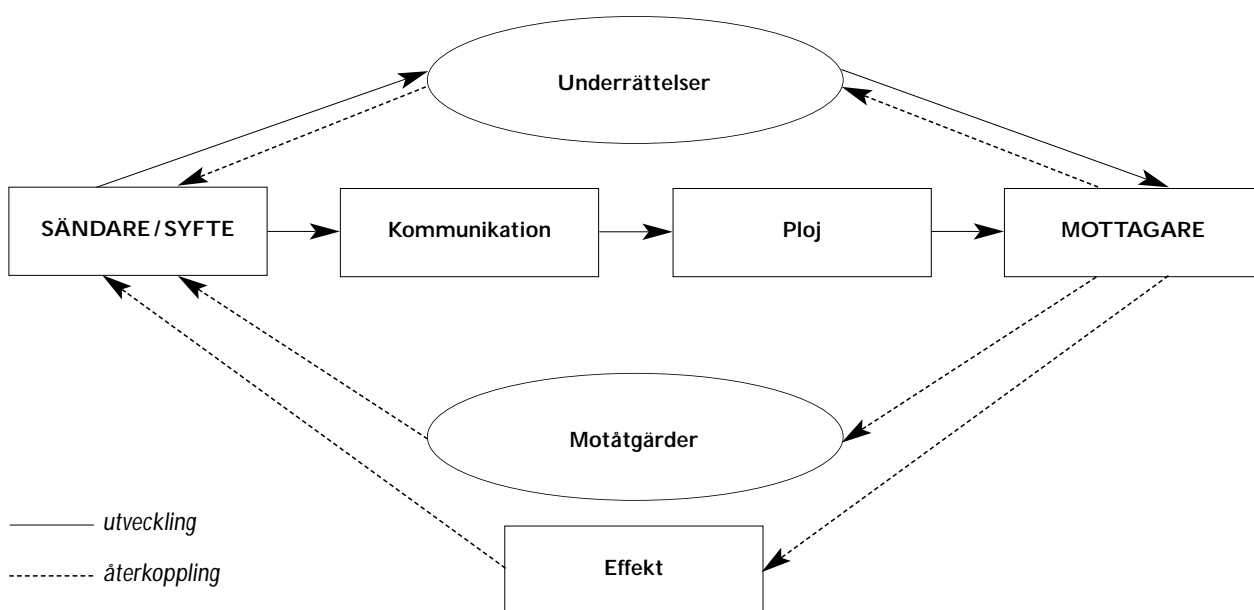 Underrättelser
SÄNDARE/SYFTE
Kommunikation
Ploj
MOTTAGARE
Motåtgärder
utveckling
Effekt
återkoppling